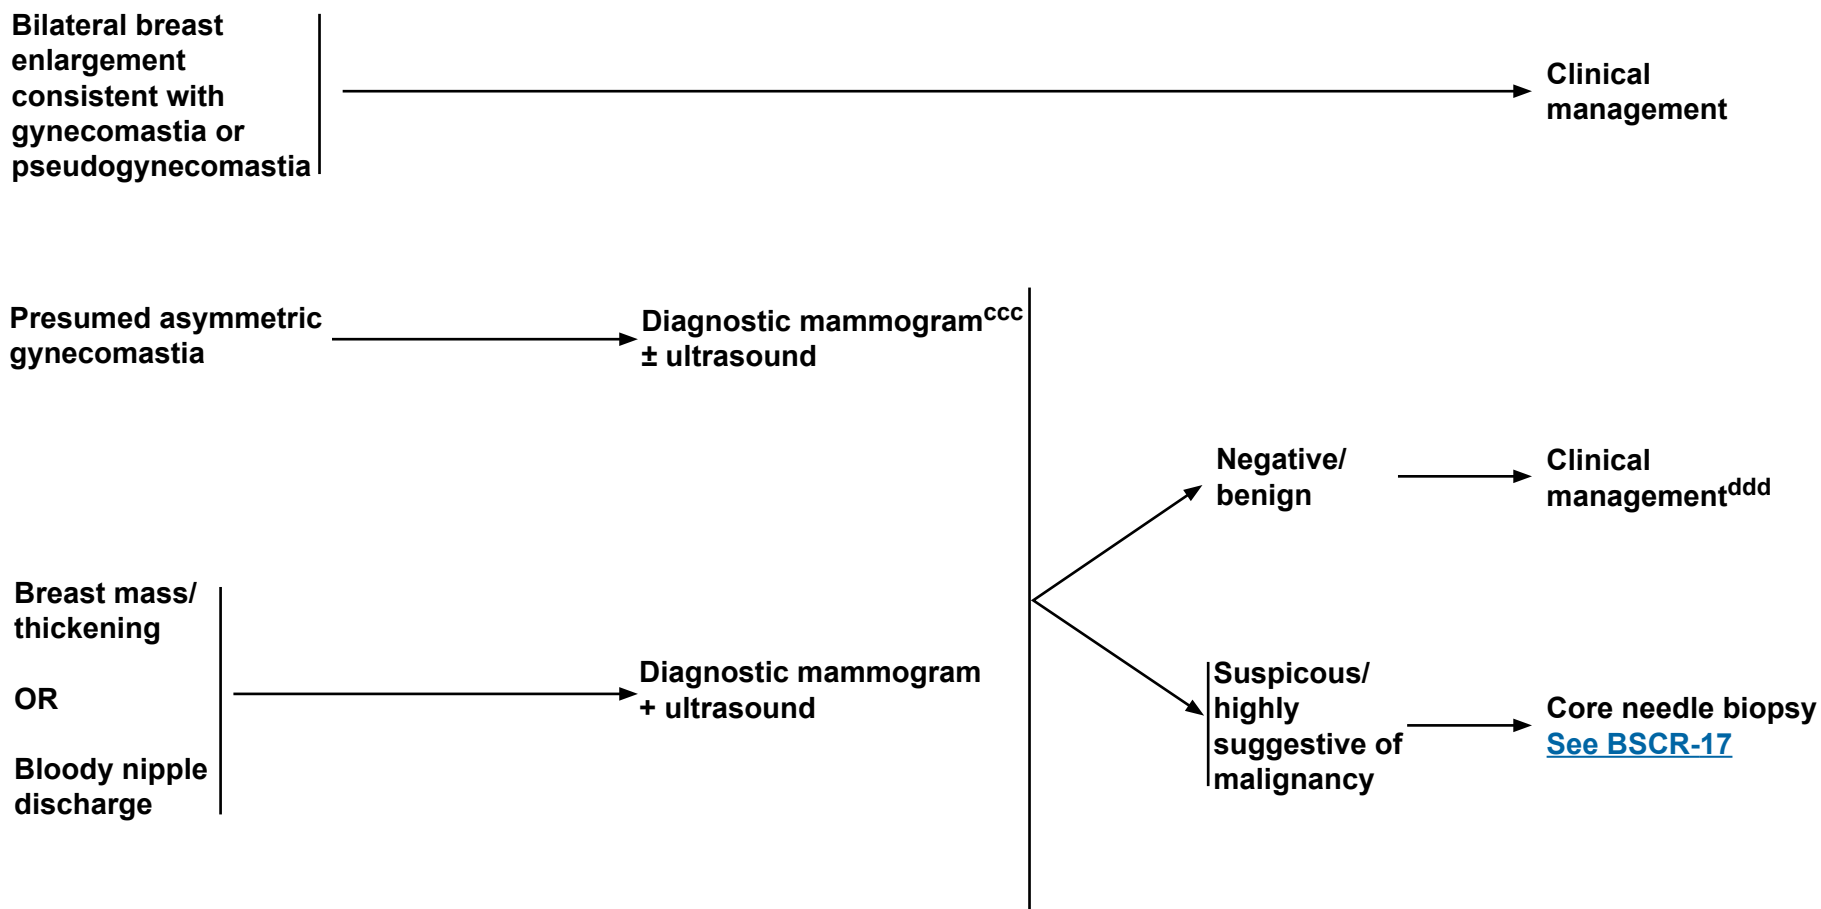 Bilateral breast
enlargement
consistent with
gynecomastia or
pseudogynecomastia
Clinical
management
Presumed asymmetric
gynecomastia
Diagnostic mammogramccc
± ultrasound
Negative/
benign
Clinical
managementddd
Breast mass/
thickening
OR
Bloody nipple
discharge
Diagnostic mammogram
+ ultrasound
Suspicous/
highly
suggestive of
malignancy
Core needle biopsy
See BSCR-17